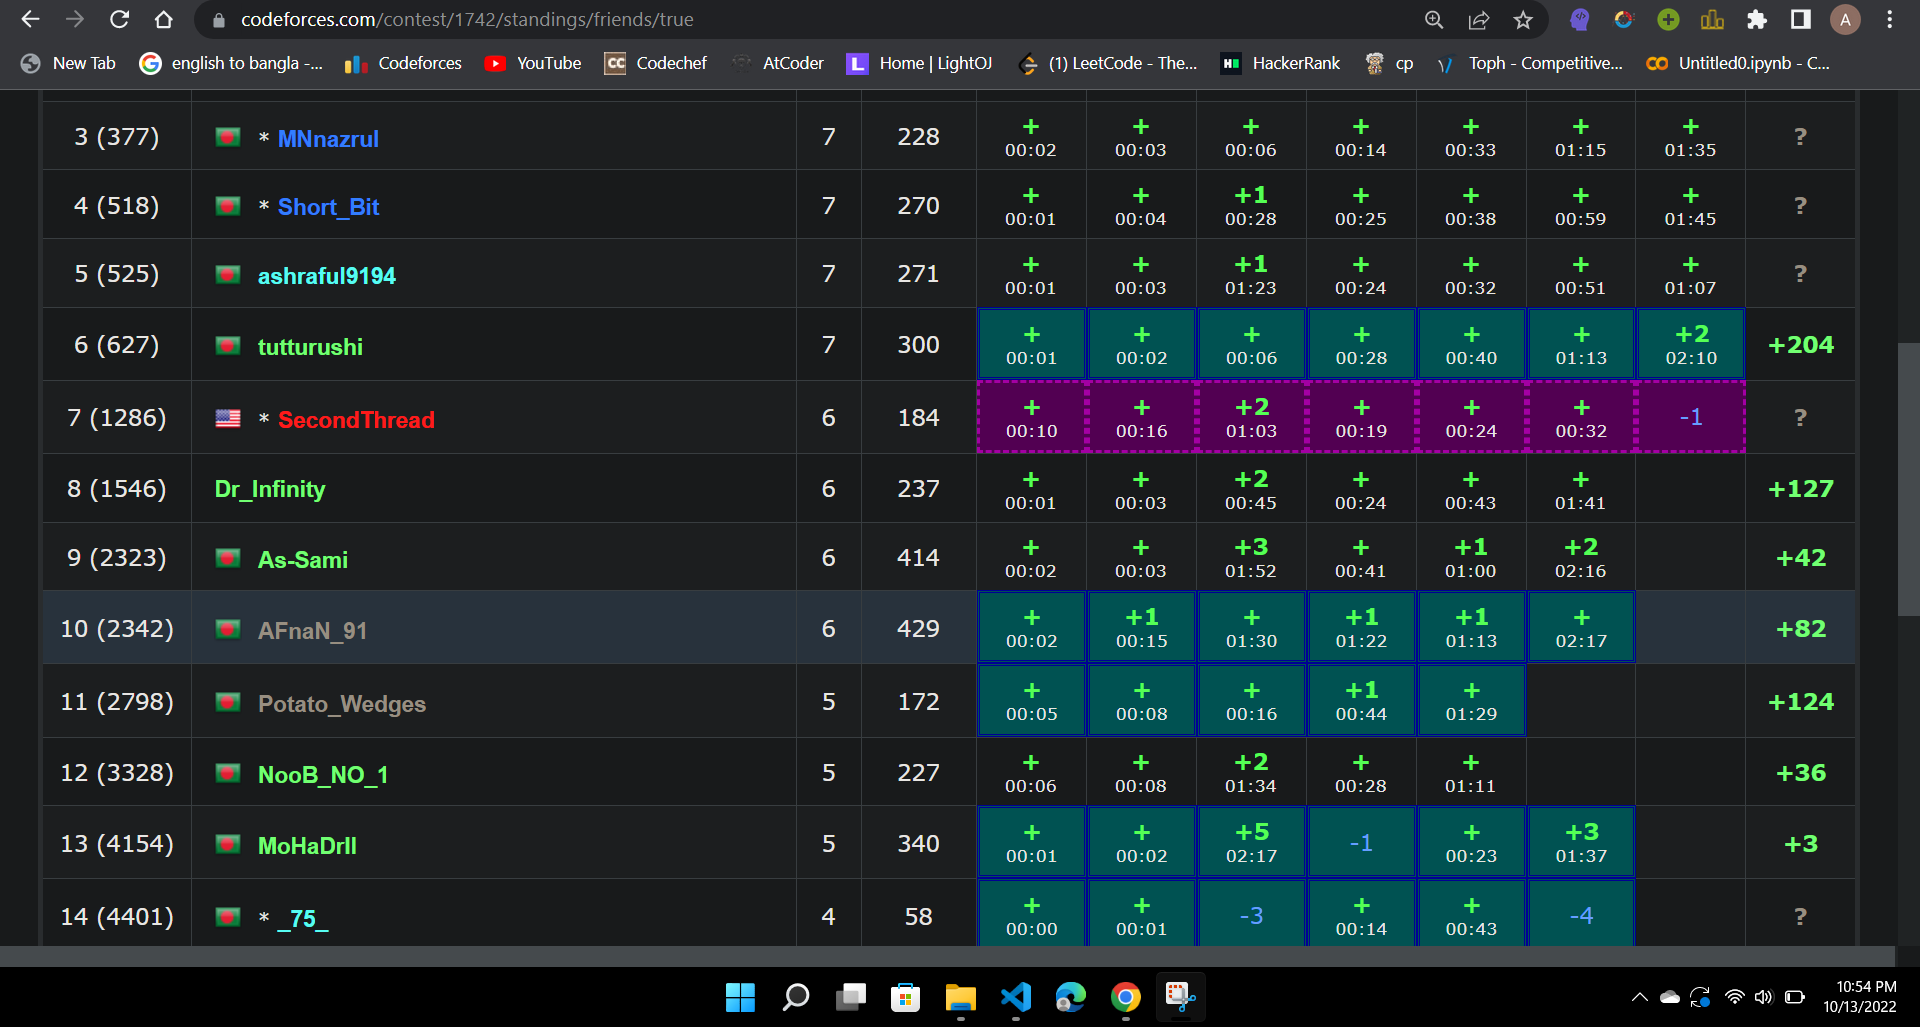 codeforces.com/contest/1742/standings/friends/true A
New Tab english to bangla -... Codeforces YouTube CC Codechef AtCoder L Home | LightOJ (1) LeetCode - The... H HackerRank cp Toph - Competitive... CO Untitled0.ipynb - C...
3 (377) * MNnazrul 7 228 + + + + + + + ?
00:02 00:03 00:06 00:14 00:33 01:15 01:35
4 (518) * Short_Bit 7 270 + + +1 + + + + ?
00:01 00:04 00:28 00:25 00:38 00:59 01:45
5 (525) ashraful9194 7 271 + + +1 + + + + ?
00:01 00:03 01:23 00:24 00:32 00:51 01:07
6 (627) tutturushi 7 300 + + + + + + +2 +204
00:01 00:02 00:06 00:28 00:40 01:13 02:10
7 (1286) * SecondThread 6 184 + + +2 + + + -1 ?
00:10 00:16 01:03 00:19 00:24 00:32
8 (1546) Dr_Infinity 6 237 + + +2 + + + +127
00:01 00:03 00:45 00:24 00:43 01:41
9 (2323) As-Sami 6 414 + + +3 + +1 +2 +42
00:02 00:03 01:52 00:41 01:00 02:16
10 (2342) AFnaN_91 6 429 + +1 + +1 +1 + +82
00:02 00:15 01:30 01:22 01:13 02:17
11 (2798) Potato_Wedges 5 172 + + + +1 + +124
00:05 00:08 00:16 00:44 01:29
12 (3328) NooB_NO_1 5 227 + + +2 + + +36
00:06 00:08 01:34 00:28 01:11
13 (4154) MoHaDrII 5 340 + + +5 -1 + +3 +3
00:01 00:02 02:17 00:23 01:37
14 (4401) * _75_ 4 58 + + -3 + + -4 ?
00:00 00:01 00:14 00:43
10:54 PM
10/13/2022